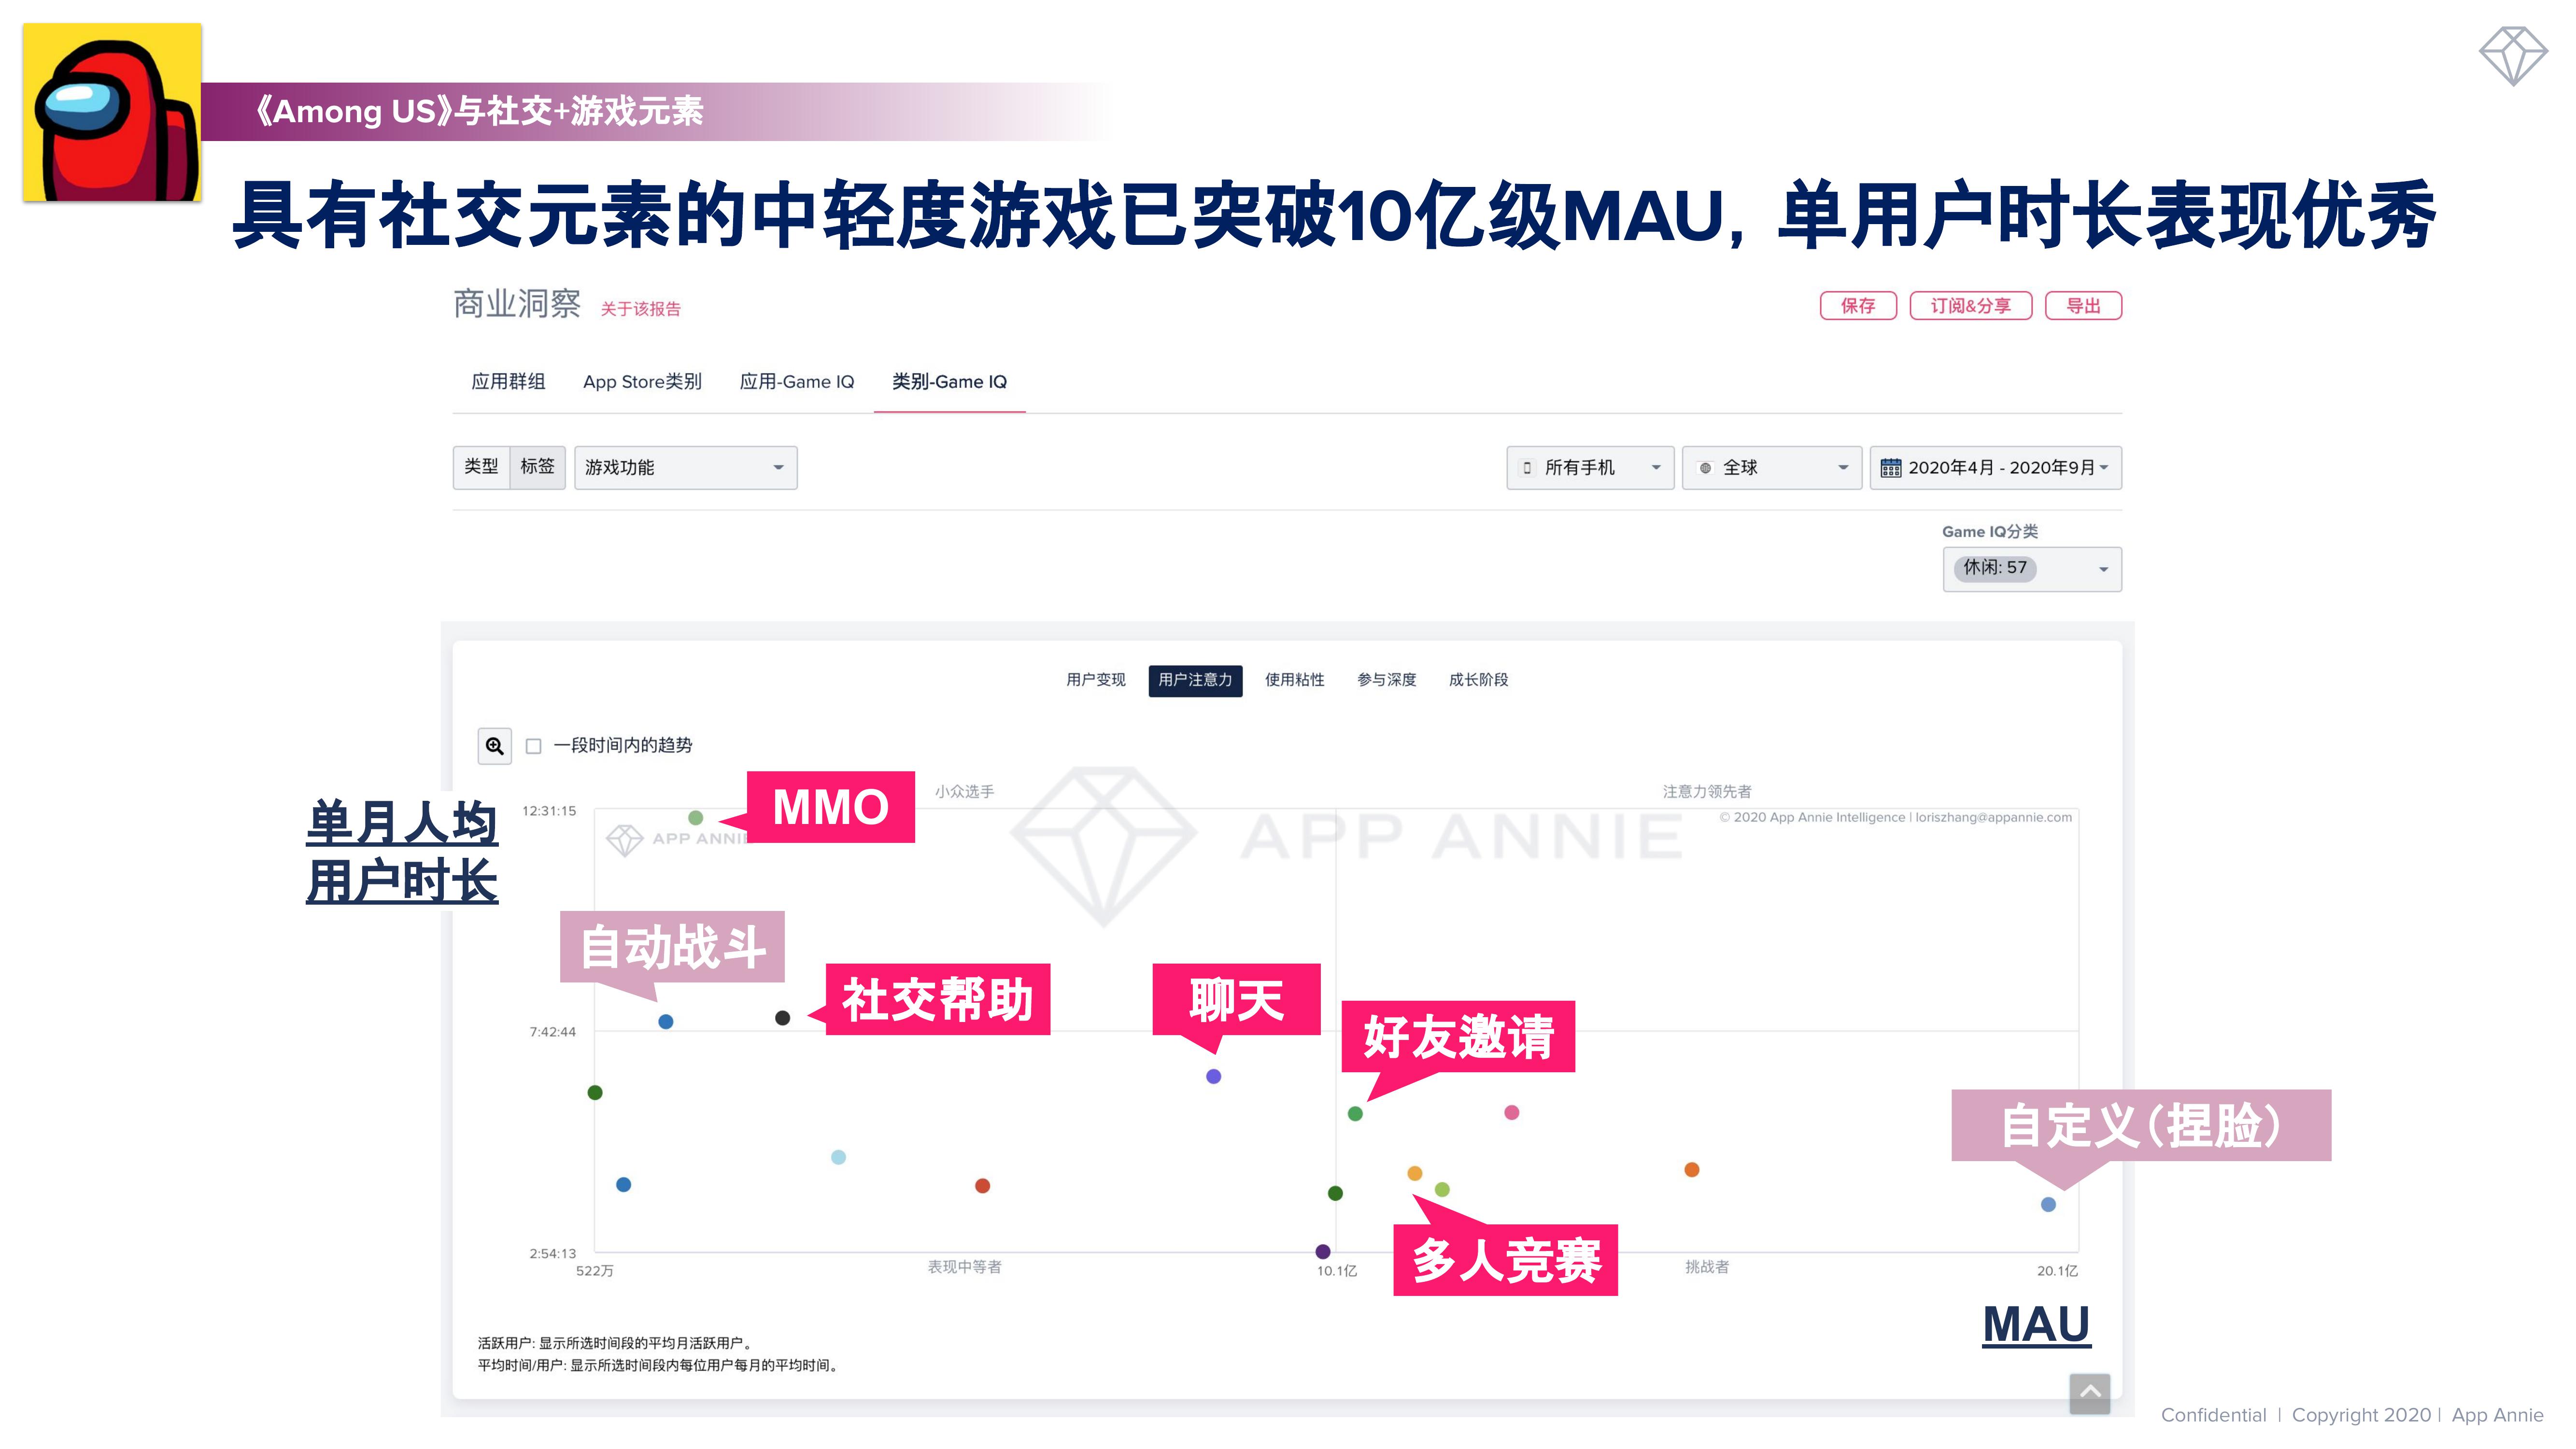 《Among US》与社交+游戏元素
具有社交元素的中轻度游戏已突破10亿级MAU，单用户时长表现优秀
商业洞察 关于该报告
保存 订阅&分享 导出
应用群组 App Store类别 应用-Game IQ 类别-Game IQ
类型 标签 游戏功能 所有手机 全球 2020年4月 - 2020年9月
Game IQ分类
休闲: 57
用户变现 用户注意力 使用粘性 参与深度 成长阶段
一段时间内的趋势
小众选手 注意力领先者
单月人均
用户时长
12:31:15
MMO
© 2020 App Annie Intelligence | loriszhang@appannie.com
APP ANNIE
APP ANNIE
自动战斗
社交帮助
聊天
好友邀请
7:42:44
自定义（捏脸）
多人竞赛
2:54:13
表现中等者 挑战者
522万 10.1亿 20.1亿
MAU
活跃用户: 显示所选时间段的平均月活跃用户。
平均时间/用户: 显示所选时间段内每位用户每月的平均时间。
Confidential | Copyright 2020 | App Annie